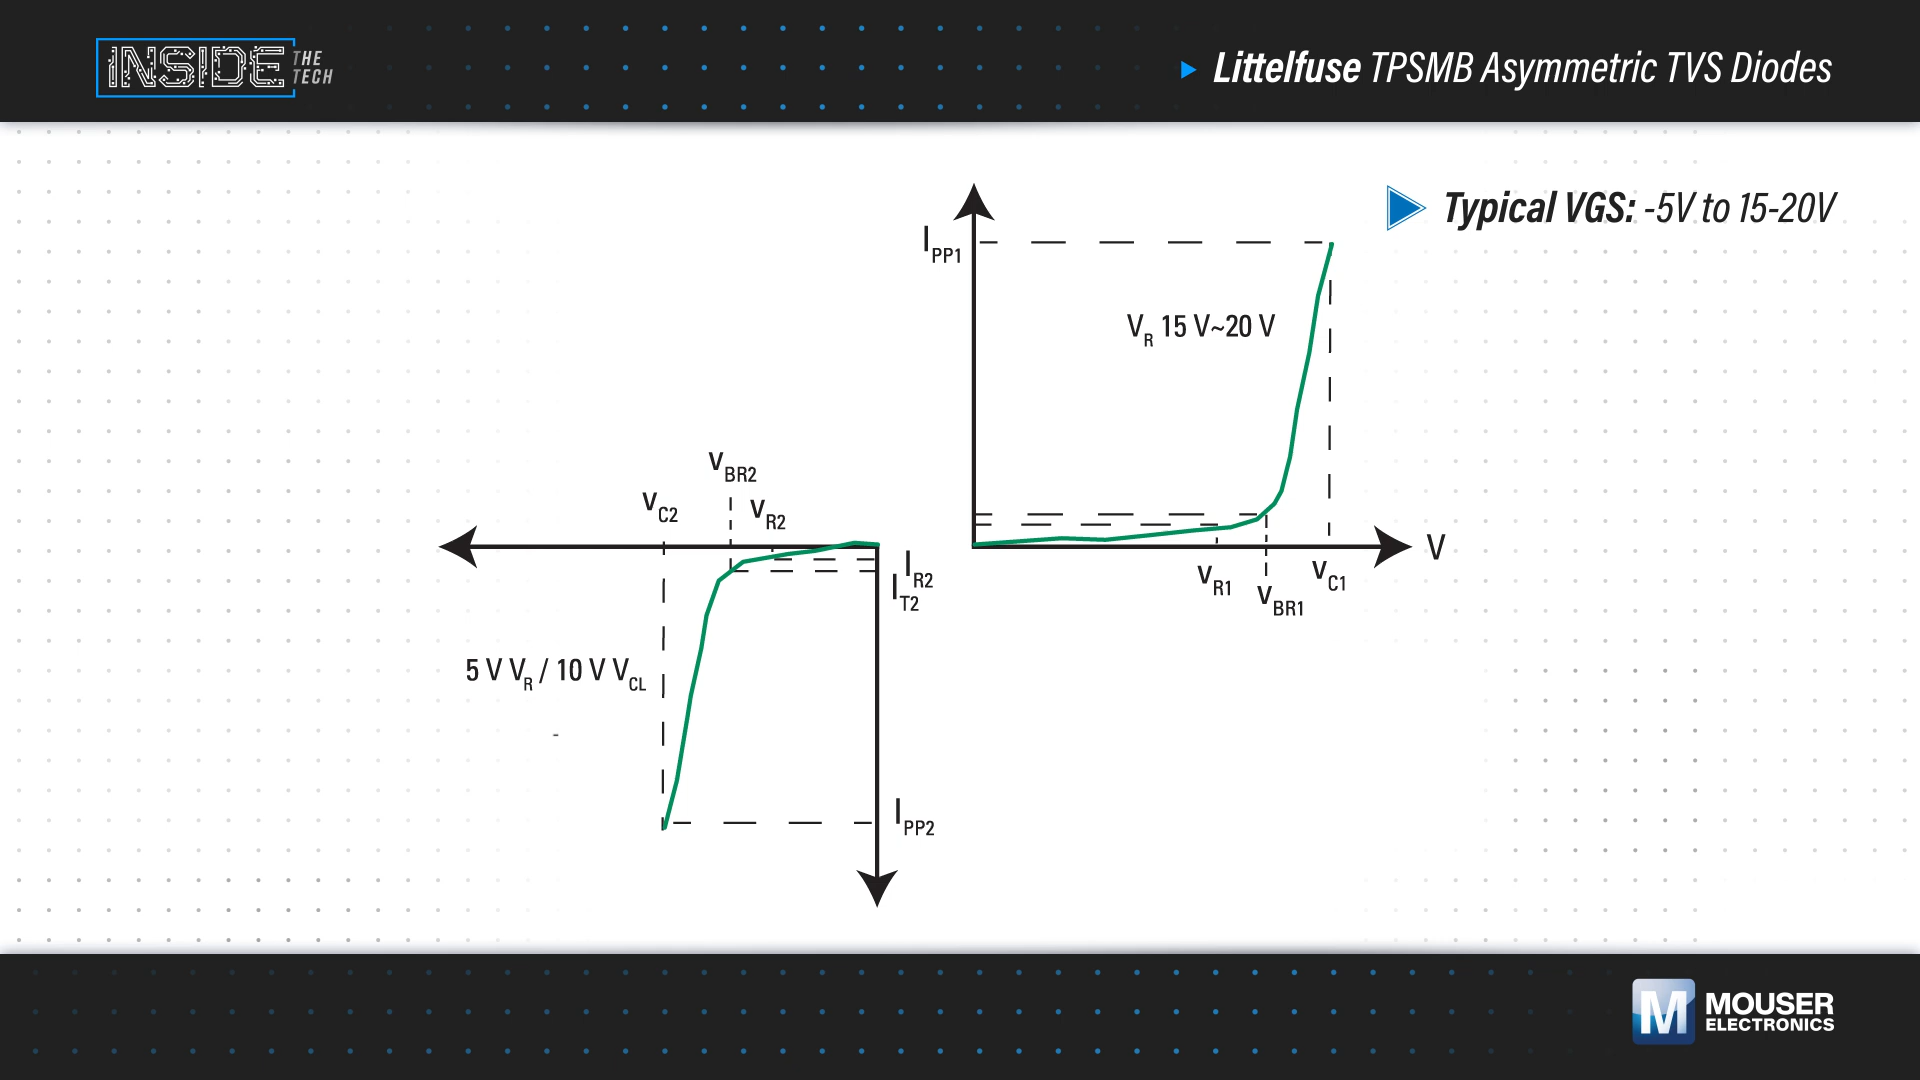 INSIDE THE TECH
Littelfuse TPSMB Asymmetric TVS Diodes
Typical VGS: -5V to 15-20V
IPP1
VR 15 V~20 V
VBR2
VC2
VR2
V
IR2
IT2
VR1
VBR1
VC1
5 V VR / 10 V VCL
-
IPP2
M MOUSER
ELECTRONICS